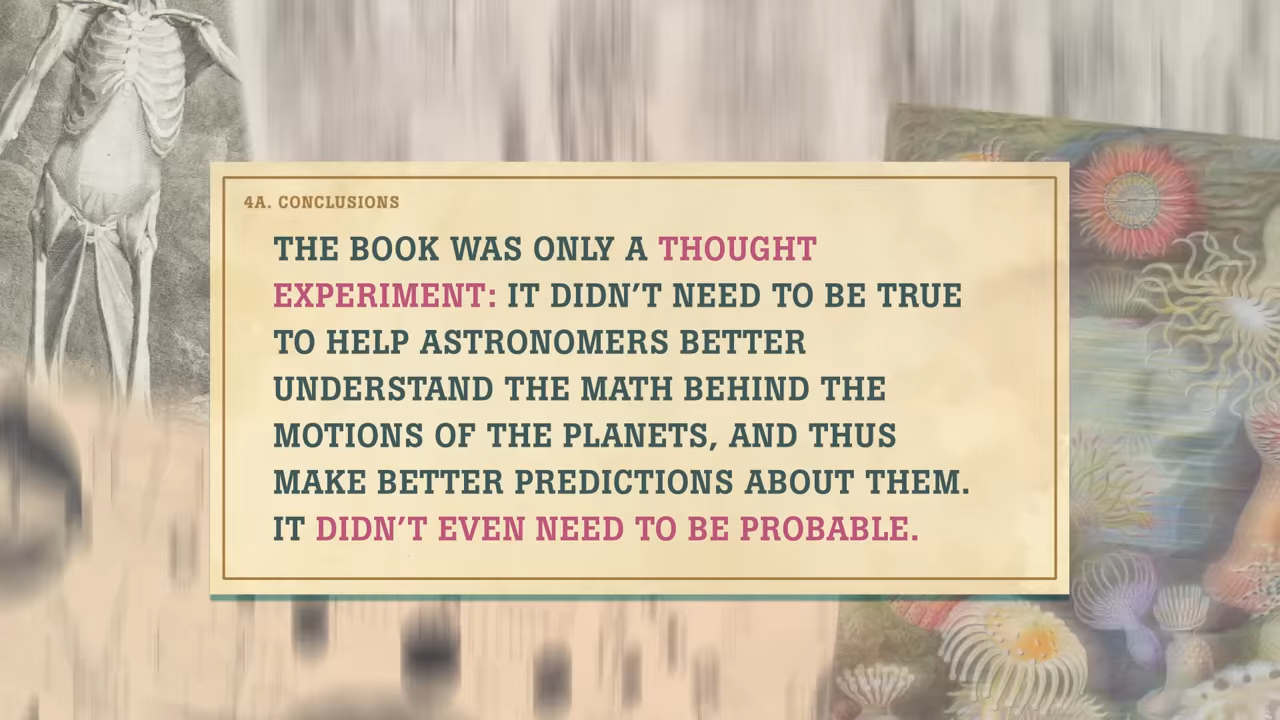 4A. CONCLUSIONS
THE BOOK WAS ONLY A THOUGHT
EXPERIMENT: IT DIDN’T NEED TO BE TRUE
TO HELP ASTRONOMERS BETTER
UNDERSTAND THE MATH BEHIND THE
MOTIONS OF THE PLANETS, AND THUS
MAKE BETTER PREDICTIONS ABOUT THEM.
IT DIDN’T EVEN NEED TO BE PROBABLE.